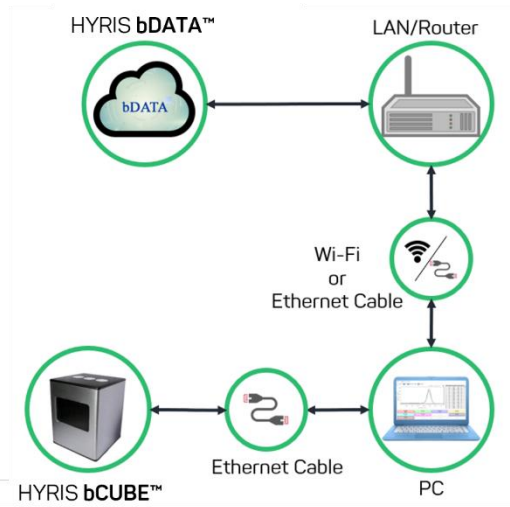 HYRIS bDATA™
LAN/Router
bDATA
Wi-Fi
or
Ethernet Cable
Ethernet Cable
HYRIS bCUBE™
PC